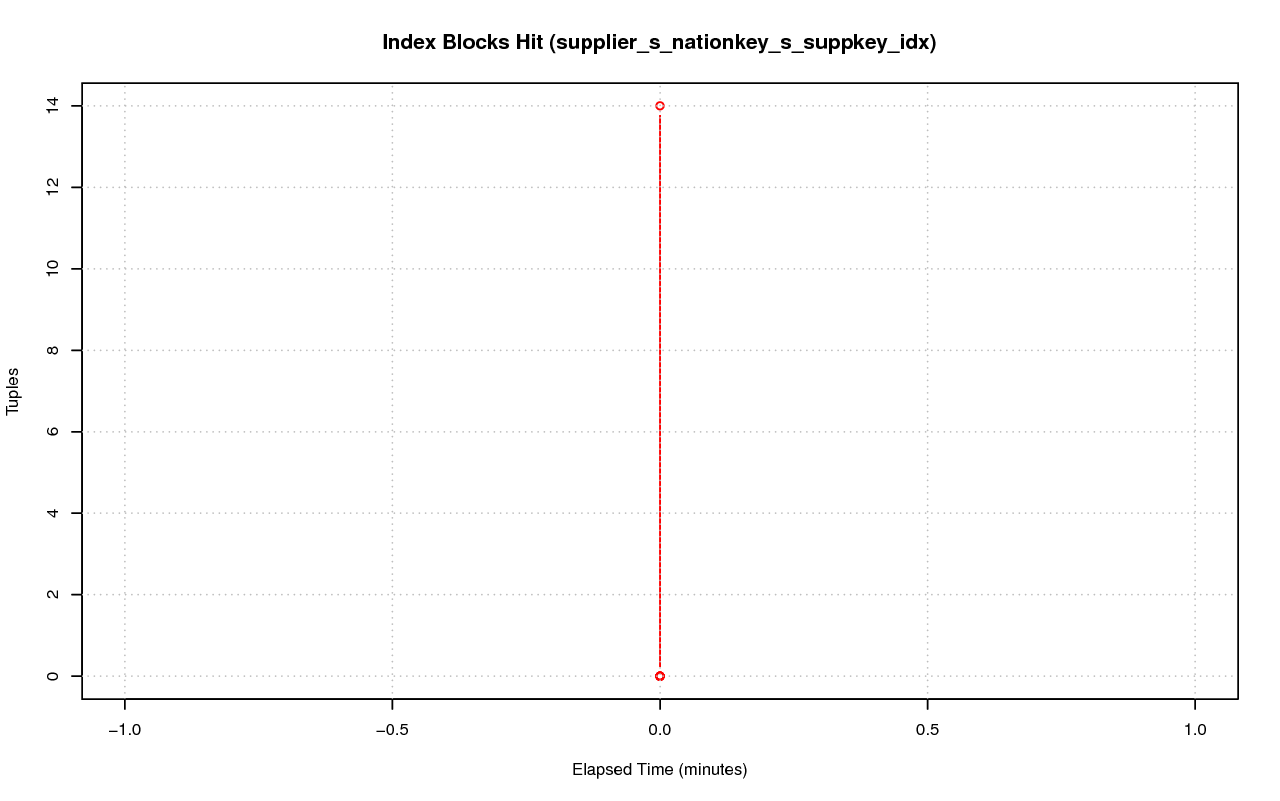 Index Blocks Hit (supplier_s_nationkey_s_suppkey_idx)
14
12
10
8
6
4
2
0
Tuples
−1.0 −0.5 0.0 0.5 1.0
Elapsed Time (minutes)